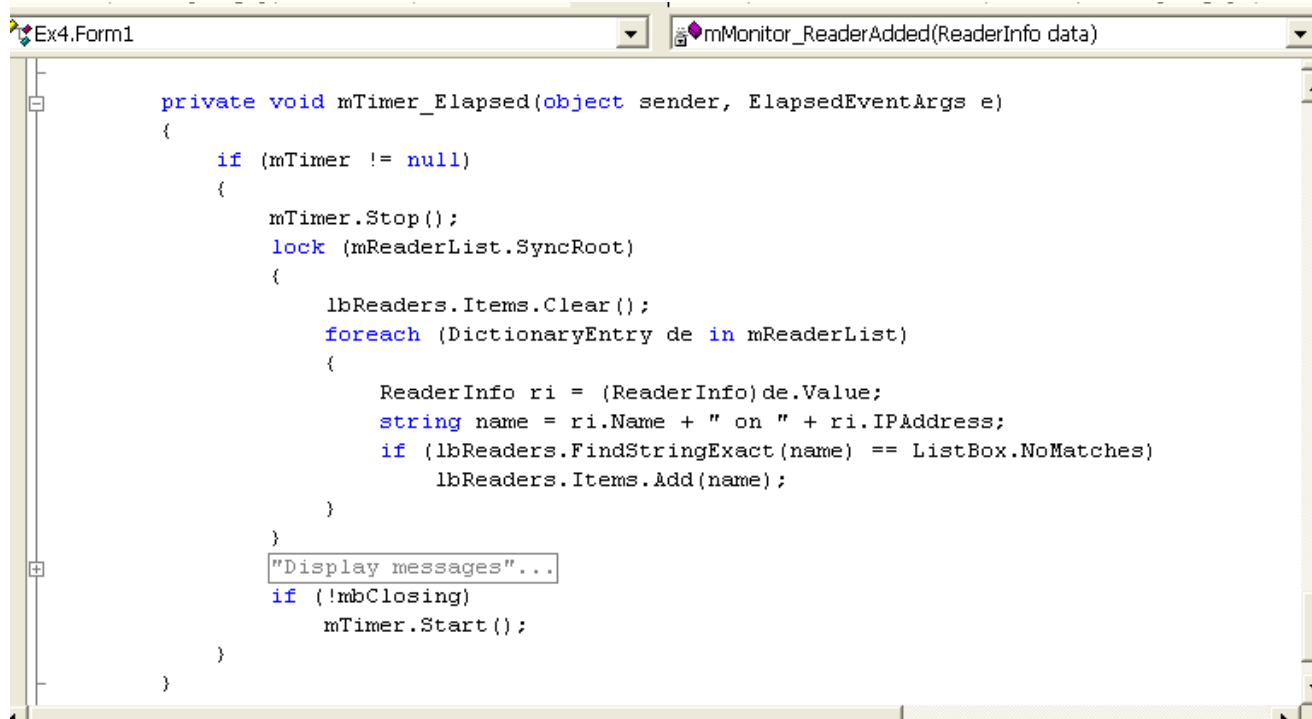 Ex4.Form1
mMonitor_ReaderAdded(ReaderInfo data)
private void mTimer_Elapsed(object sender, ElapsedEventArgs e)
{
if (mTimer != null)
{
mTimer.Stop();
lock (mReaderList.SyncRoot)
{
lbReaders.Items.Clear();
foreach (DictionaryEntry de in mReaderList)
{
ReaderInfo ri = (ReaderInfo)de.Value;
string name = ri.Name + " on " + ri.IPAddress;
if (lbReaders.FindStringExact(name) == ListBox.NoMatches)
lbReaders.Items.Add(name);
}
}
"Display messages"...
if (!mbClosing)
mTimer.Start();
}
}